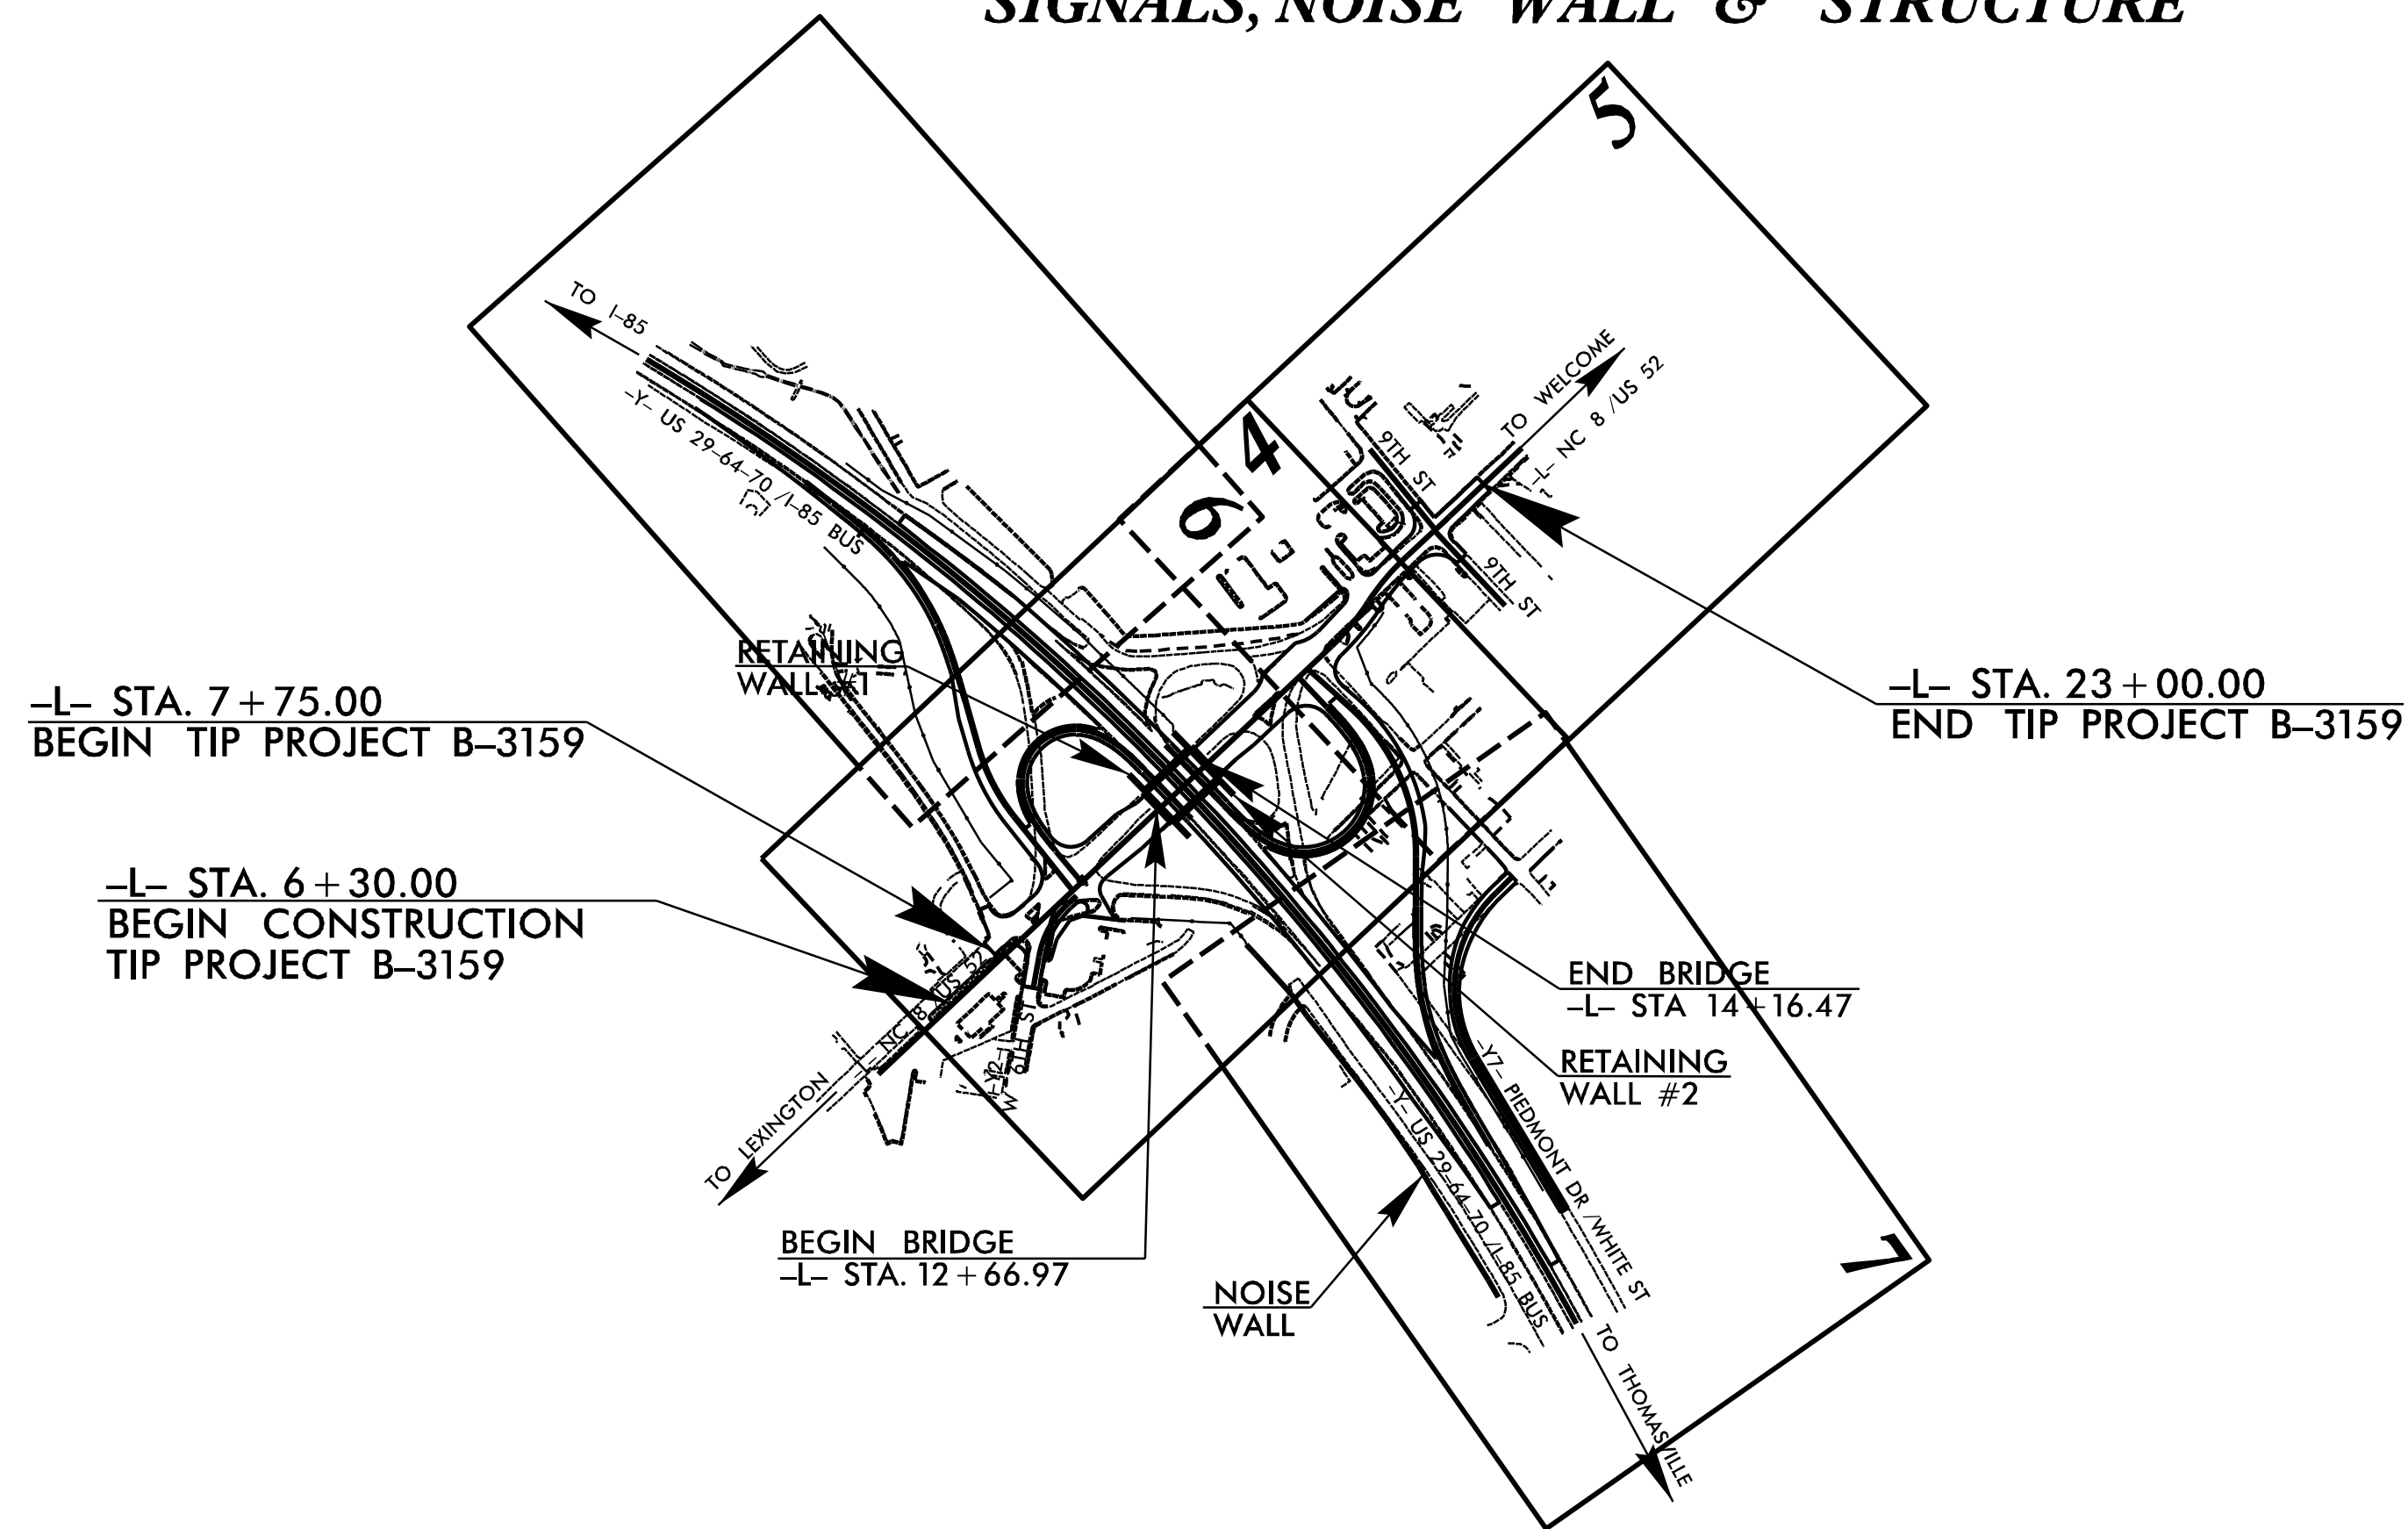 SIGNALS, NOISE WALL & STRUCTURE
5
4
6
TO I-85
-Y- US 29-64-70 /I-85 BUS
9TH ST
TO WELCOME
-L- NC 8 /US 52
9TH ST
RETAINING
WALL #1
-L- STA. 7+75.00
BEGIN TIP PROJECT B-3159
-L- STA. 23+00.00
END TIP PROJECT B-3159
-L- STA. 6+30.00
BEGIN CONSTRUCTION
TIP PROJECT B-3159
-L- NC 8 /US 52
-Y2-
6TH ST
TO LEXINGTON
END BRIDGE
-L- STA 14+16.47
RETAINING
WALL #2
-Y7- PIEDMONT DR /WHITE ST
-Y- US 29-64-70 /I-85 BUS
BEGIN BRIDGE
-L- STA. 12+66.97
NOISE
WALL
7
TO THOMASVILLE